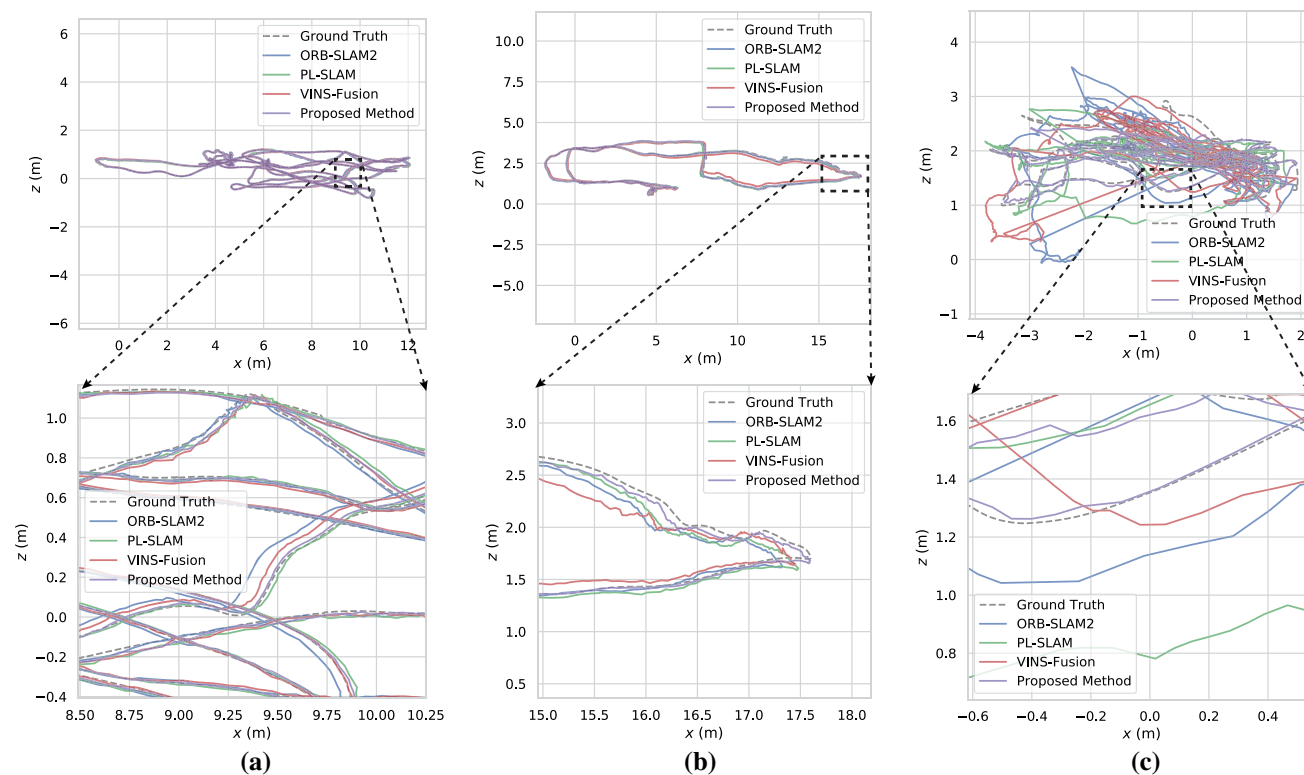 6
4
2
0
−2
−4
−6
z (m)
0 2 4 6 8 10 12
x (m)
Ground Truth
ORB-SLAM2
PL-SLAM
VINS-Fusion
Proposed Method
10.0
7.5
5.0
2.5
0.0
−2.5
−5.0
z (m)
0 5 10 15
x (m)
Ground Truth
ORB-SLAM2
PL-SLAM
VINS-Fusion
Proposed Method
4
3
2
1
0
−1
z (m)
−4 −3 −2 −1 0 1 2
x (m)
Ground Truth
ORB-SLAM2
PL-SLAM
VINS-Fusion
Proposed Method
1.0
0.8
0.6
0.4
0.2
0.0
−0.2
−0.4
z (m)
8.50 8.75 9.00 9.25 9.50 9.75 10.00 10.25
x (m)
Ground Truth
ORB-SLAM2
PL-SLAM
VINS-Fusion
Proposed Method
(a)
3.0
2.5
2.0
1.5
1.0
0.5
z (m)
15.0 15.5 16.0 16.5 17.0 17.5 18.0
x (m)
Ground Truth
ORB-SLAM2
PL-SLAM
VINS-Fusion
Proposed Method
(b)
1.6
1.4
1.2
1.0
0.8
z (m)
−0.6 −0.4 −0.2 0.0 0.2 0.4
x (m)
Ground Truth
ORB-SLAM2
PL-SLAM
VINS-Fusion
Proposed Method
(c)